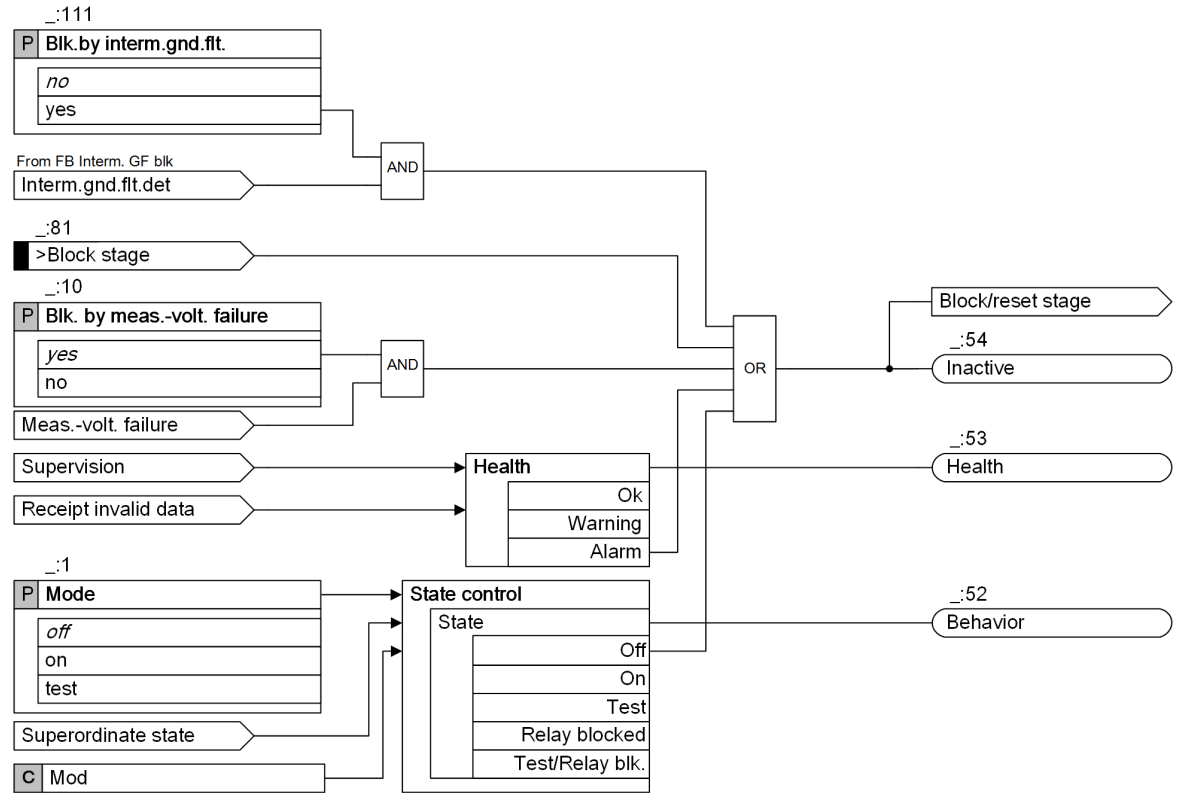 _:111
P Blk.by interm.gnd.flt.
no
yes
From FB Interm. GF blk
Interm.gnd.flt.det
AND
_:81
>Block stage
_:10
P Blk. by meas.-volt. failure
yes
no
AND
Meas.-volt. failure
OR
Block/reset stage
_:54
Inactive
Supervision
Receipt invalid data
Health
Ok
Warning
Alarm
_:53
Health
_:1
P Mode
off
on
test
Superordinate state
C Mod
State control
State
Off
On
Test
Relay blocked
Test/Relay blk.
_:52
Behavior